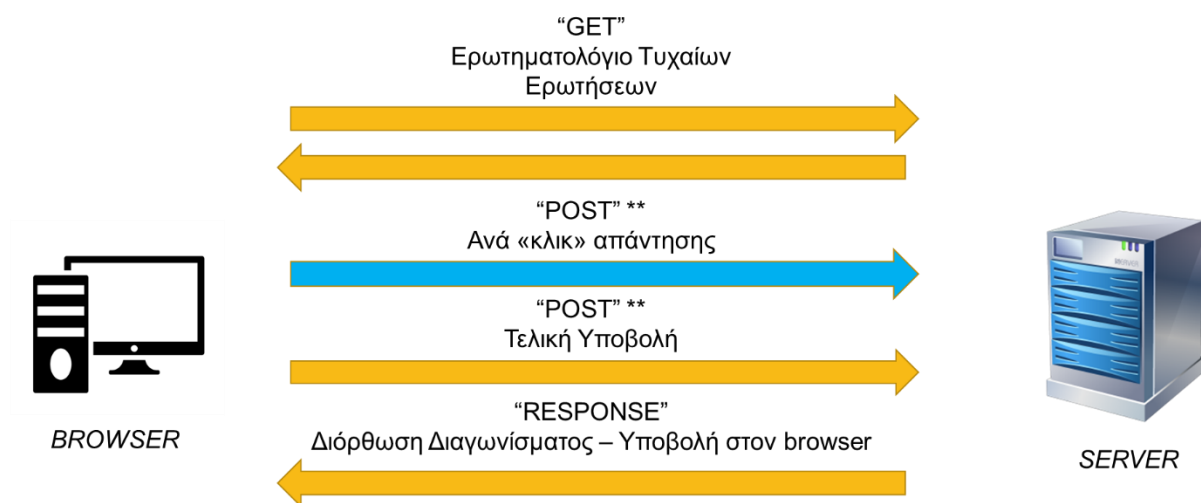 “GET”
Ερωτηματολόγιο Τυχαίων
Ερωτήσεων
“POST” **
Ανά «κλικ» απάντησης
“POST” **
Τελική Υποβολή
“RESPONSE”
Διόρθωση Διαγωνίσματος – Υποβολή στον browser
BROWSER
SERVER